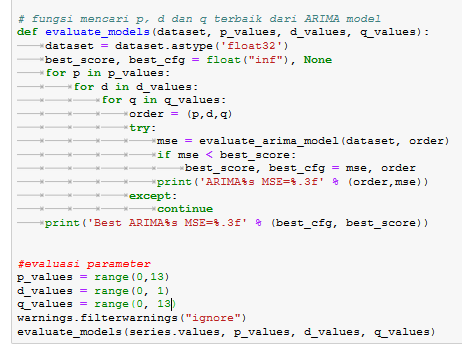 # fungsi mencari p, d dan q terbaik dari ARIMA model
def evaluate_models(dataset, p_values, d_values, q_values):
    dataset = dataset.astype('float32')
    best_score, best_cfg = float("inf"), None
    for p in p_values:
        for d in d_values:
            for q in q_values:
                order = (p,d,q)
                try:
                    mse = evaluate_arima_model(dataset, order)
                    if mse < best_score:
                        best_score, best_cfg = mse, order
                    print('ARIMA%s MSE=%.3f' % (order,mse))
                except:
                    continue
    print('Best ARIMA%s MSE=%.3f' % (best_cfg, best_score))
#evaluasi parameter
p_values = range(0,13)
d_values = range(0, 1)
q_values = range(0, 13)
warnings.filterwarnings("ignore")
evaluate_models(series.values, p_values, d_values, q_values)